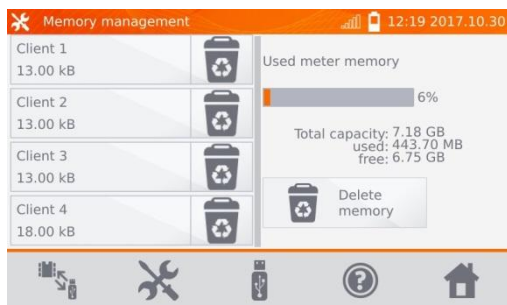 Memory management
12:19 2017.10.30
Client 1
13.00 kB
Client 2
13.00 kB
Client 3
13.00 kB
Client 4
18.00 kB
Used meter memory
6%
Total capacity: 7.18 GB
used: 443.70 MB
free: 6.75 GB
Delete
memory
?